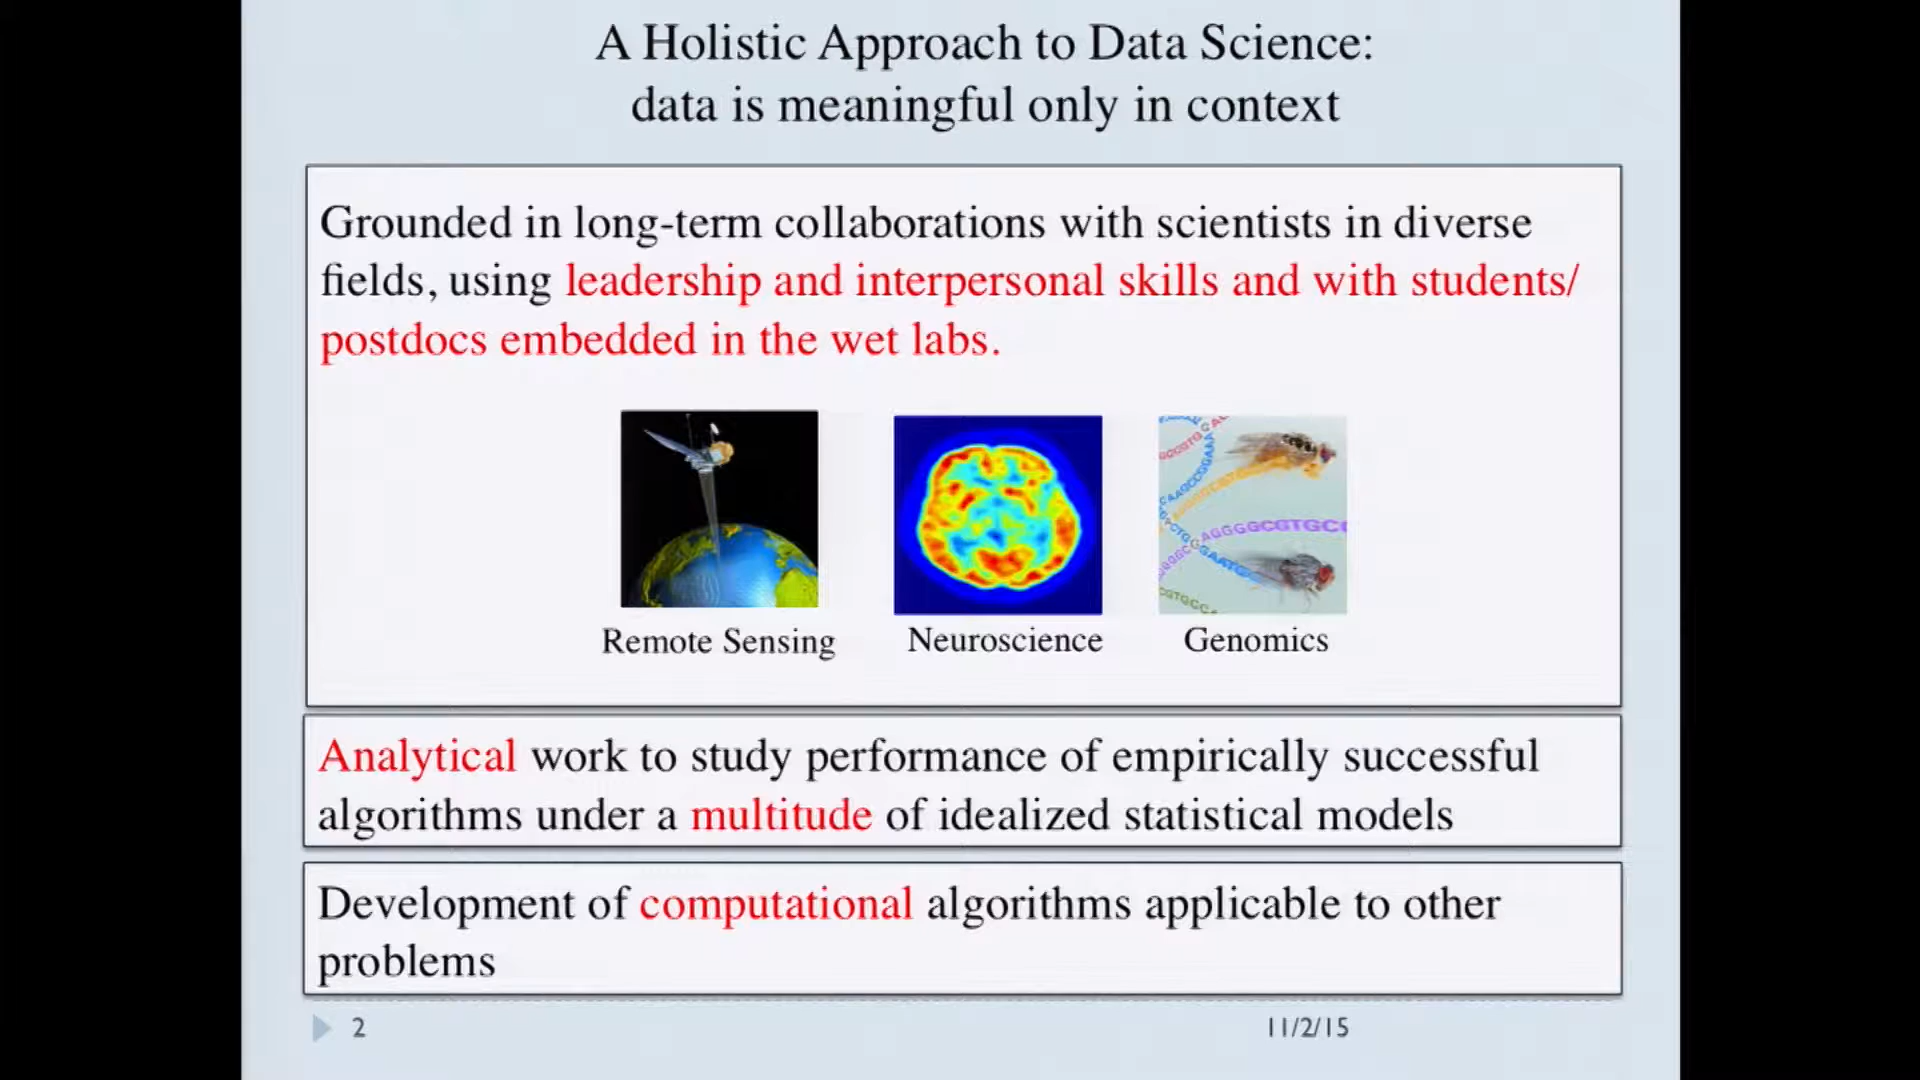 A Holistic Approach to Data Science:
data is meaningful only in context
Grounded in long-term collaborations with scientists in diverse
fields, using leadership and interpersonal skills and with students/
postdocs embedded in the wet labs.
Remote Sensing
Neuroscience
Genomics
Analytical work to study performance of empirically successful
algorithms under a multitude of idealized statistical models
Development of computational algorithms applicable to other
problems
2
11/2/15